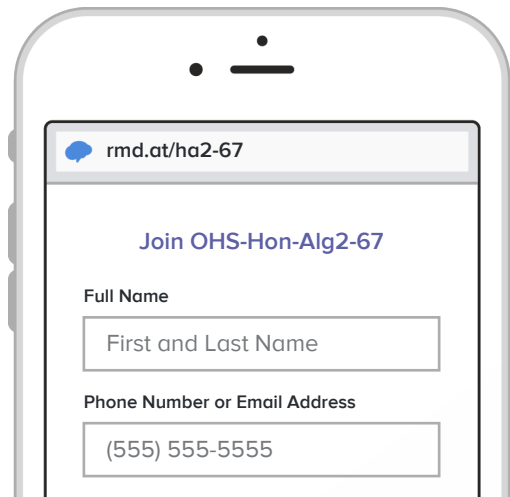 rmd.at/ha2-67
Join OHS-Hon-Alg2-67
Full Name
First and Last Name
Phone Number or Email Address
(555) 555-5555